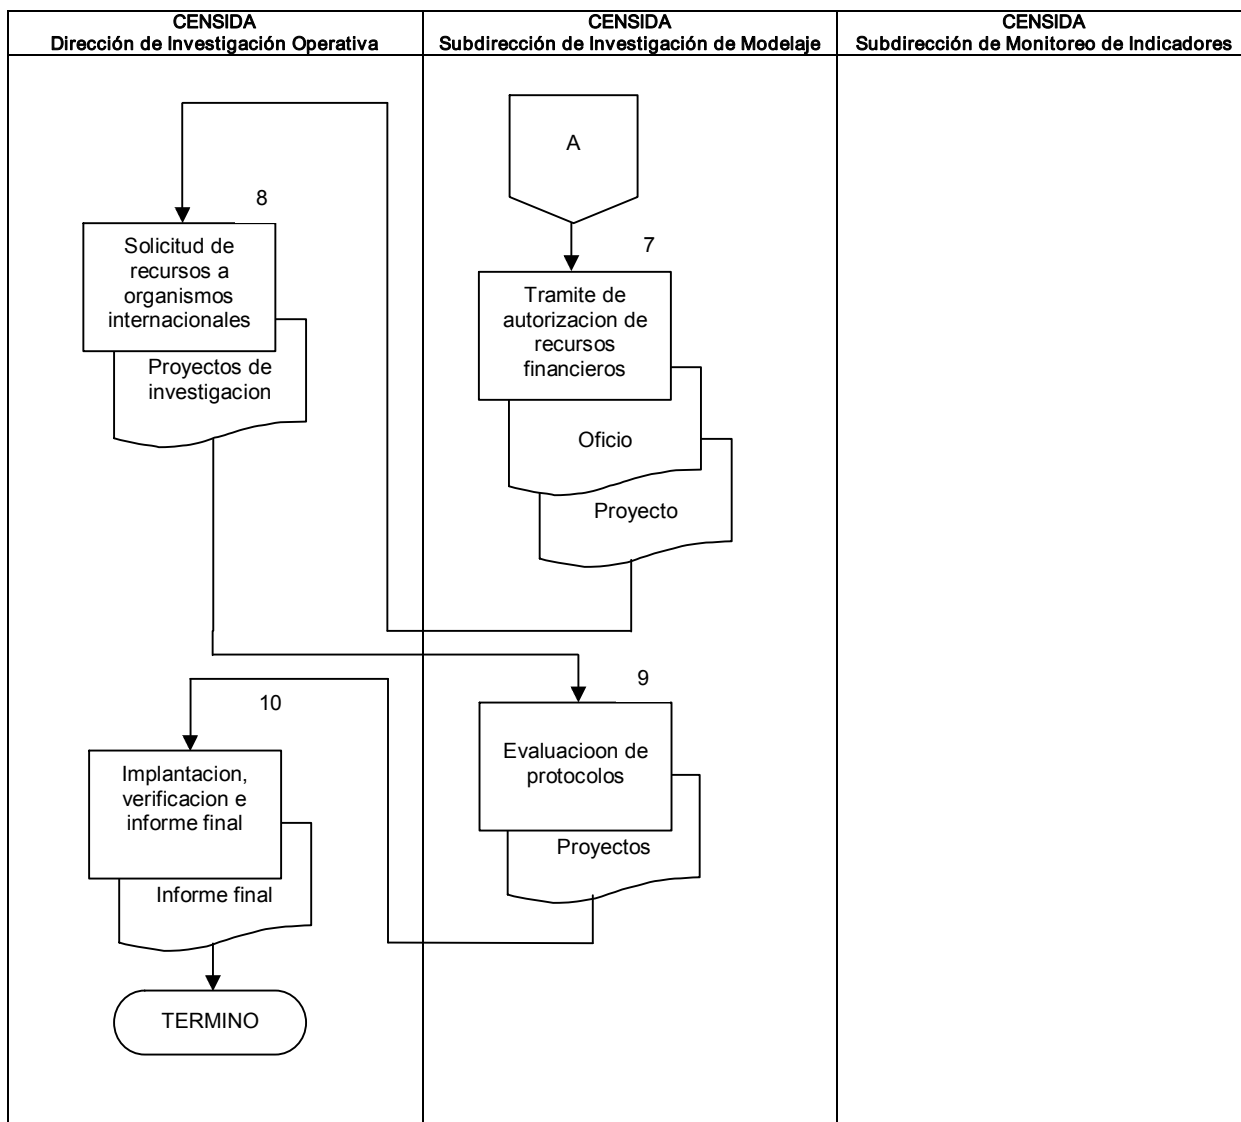 CENSIDA
Dirección de Investigación Operativa
CENSIDA
Subdirección de Investigación de Modelaje
CENSIDA
Subdirección de Monitoreo de Indicadores
A
7
Tramite de
autorizacion de
recursos
financieros
Oficio
Proyecto
8
Solicitud de
recursos a
organismos
internacionales
Proyectos de
investigacion
9
Evaluacioon de
protocolos
Proyectos
10
Implantacion,
verificacion e
informe final
Informe final
TERMINO